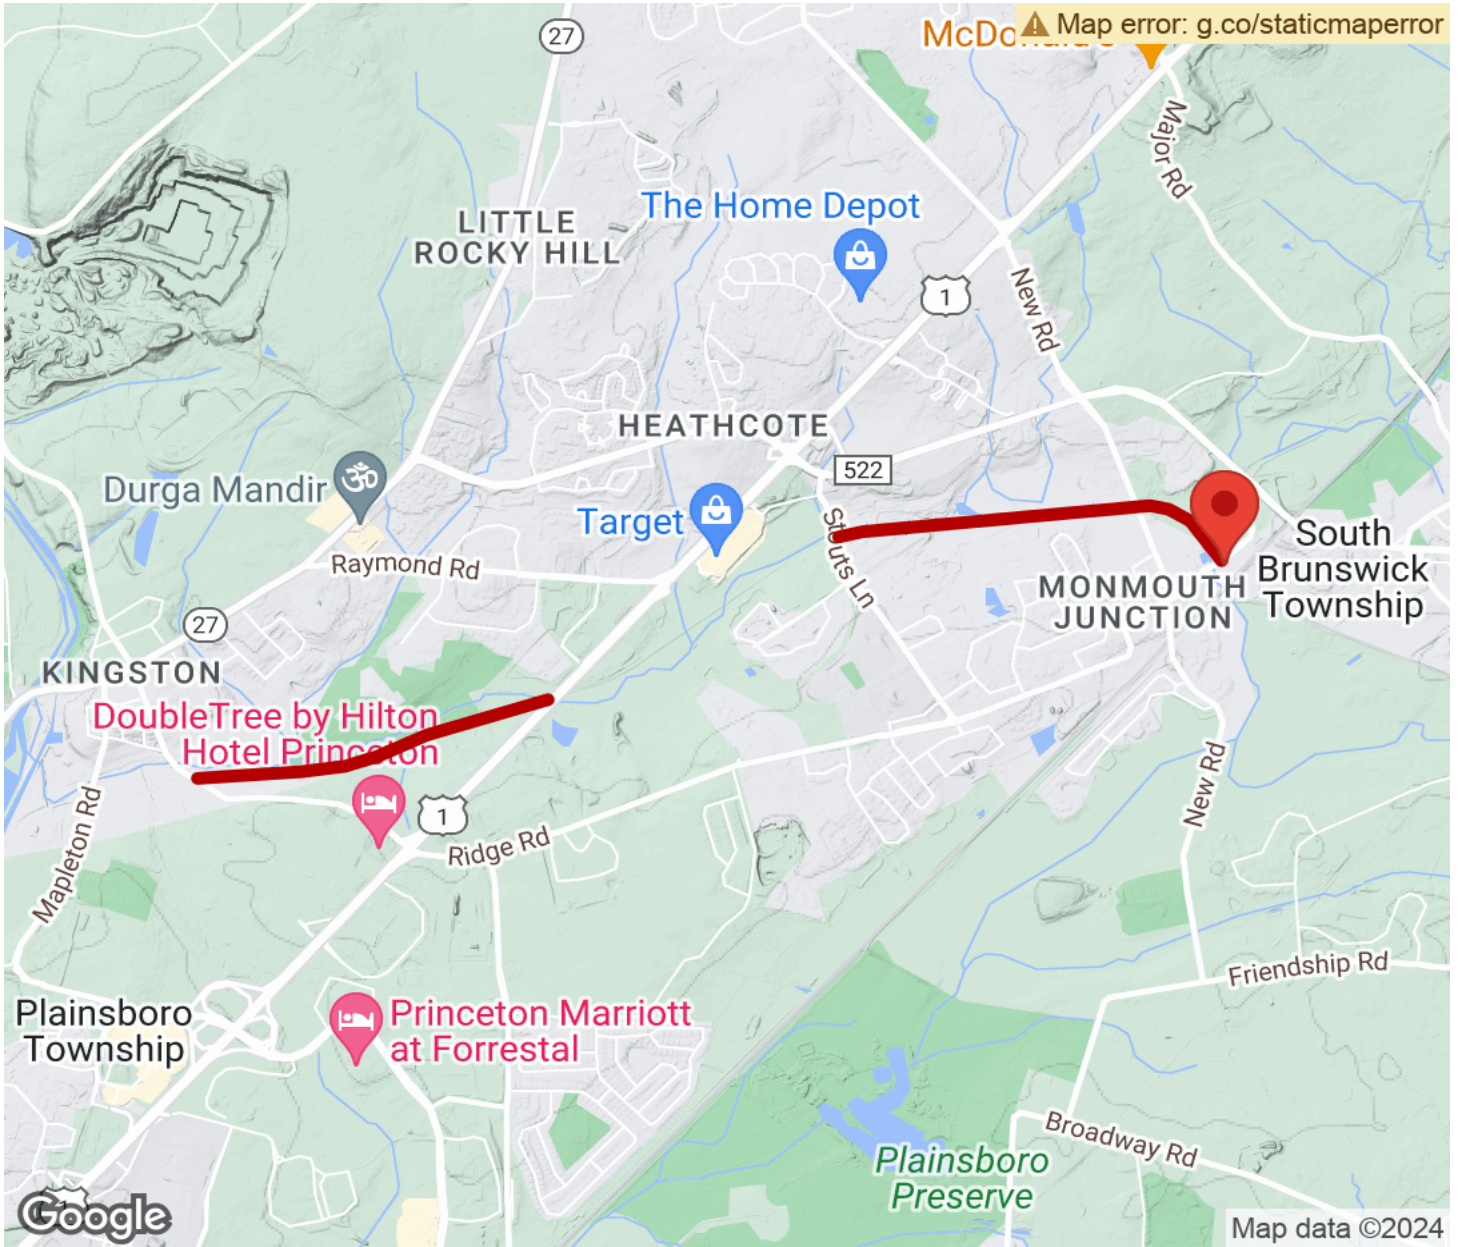 27
McDo
Map error: g.co/staticmaperror
Major Rd
The Home Depot
LITTLE
ROCKY HILL
1
New Rd
HEATHCOTE
522
Durga Mandir
ॐ
Target
Stouts Ln
South
Brunswick
Township
Raymond Rd
MONMOUTH
JUNCTION
27
KINGSTON
DoubleTree by Hilton
Hotel Princeton
New Rd
Mapleton Rd
1
Ridge Rd
Friendship Rd
Plainsboro
Township
Princeton Marriott
at Forrestal
Broadway Rd
Plainsboro
Preserve
1
Google
Map data ©2024